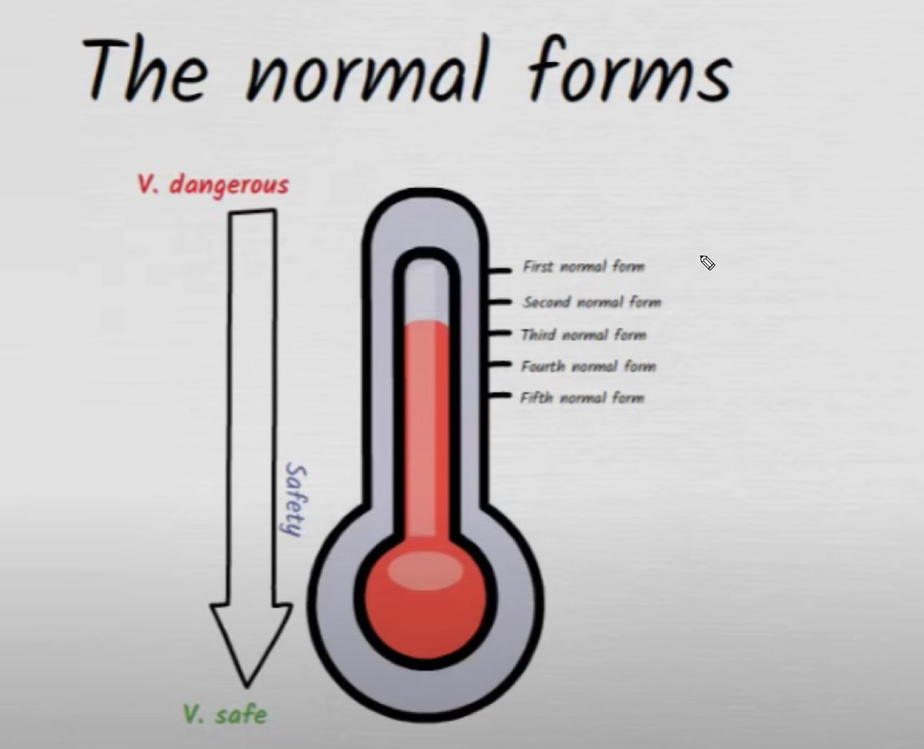 The normal forms
V. dangerous
First normal form
Second normal form
Third normal form
Fourth normal form
Fifth normal form
Safety
V. safe